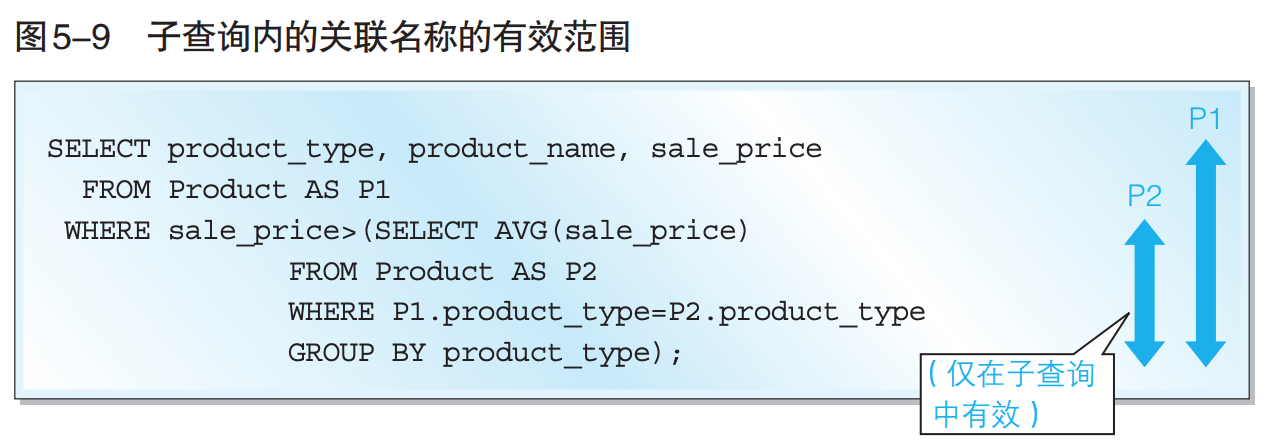 图5–9 子查询内的关联名称的有效范围
P1
SELECT product_type, product_name, sale_price
FROM Product AS P1
P2
WHERE sale_price>(SELECT AVG(sale_price)
FROM Product AS P2
WHERE P1.product_type=P2.product_type
GROUP BY product_type);
(仅在子查询
中有效)